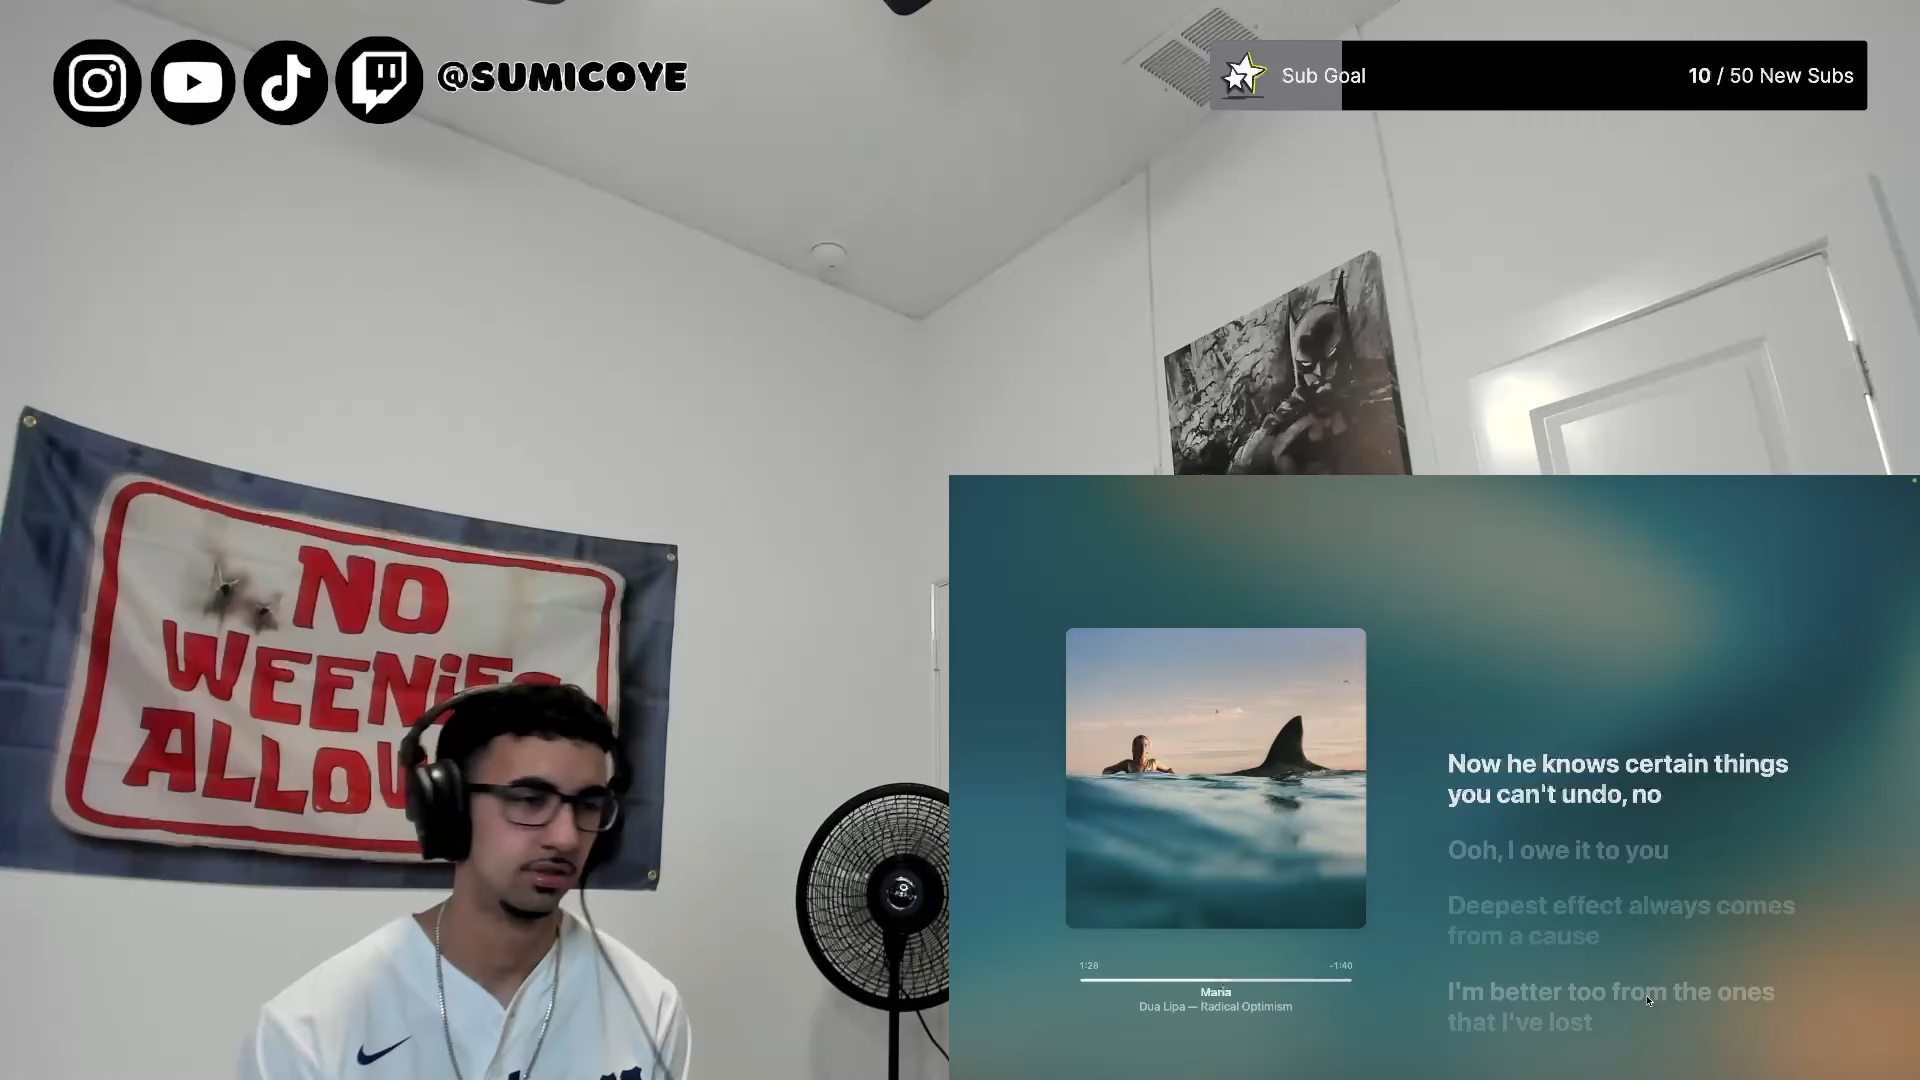 @SUMICOYE
Sub Goal
10 / 50 New Subs
NO
WEENIE
ALLOW
Now he knows certain things
you can't undo, no
Ooh, I owe it to you
Deepest effect always comes
from a cause
I'm better too from the ones
that I've lost
1:28
-1:40
Maria
Dua Lipa — Radical Optimism